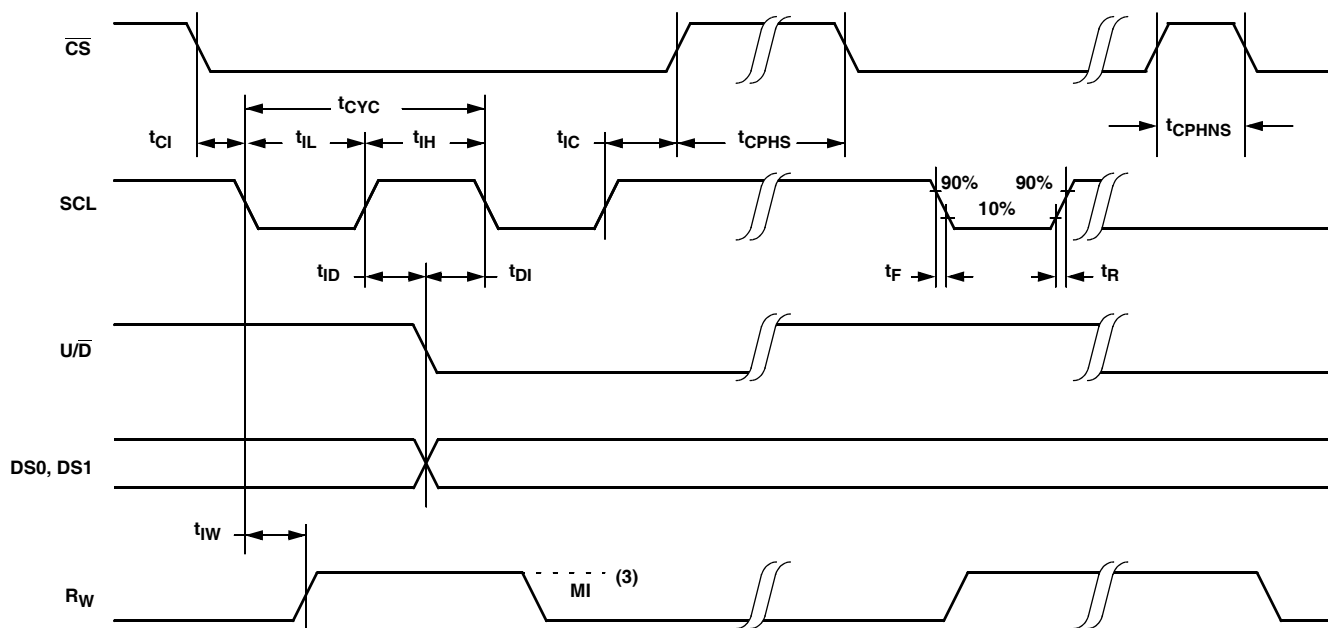 CS
tCYC
tCI tIL tIH tIC tCPHS tCPHNS
SCL 90% 90%
10%
tID tDI tF tR
U/D
DS0, DS1
tIW
RW MI (3)